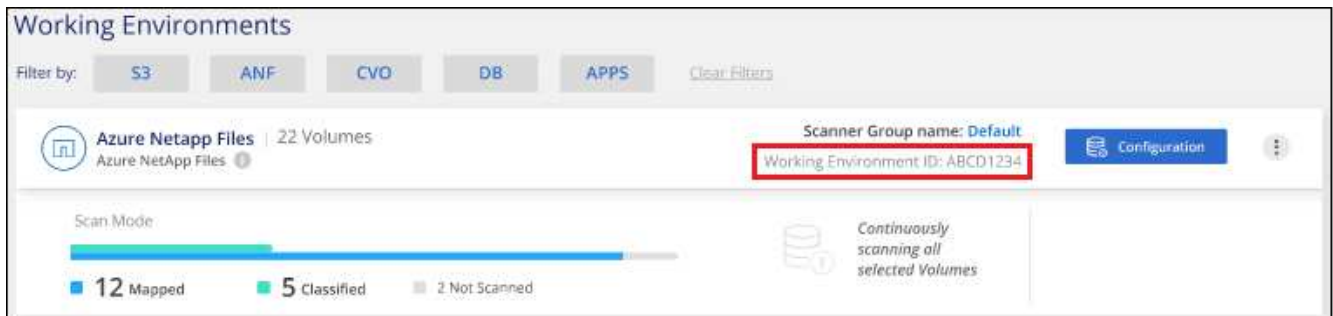 Working Environments
Filter by: S3 ANF CVO DB APPS Clear Filters
Azure Netapp Files | 22 Volumes
Azure NetApp Files
Scanner Group name: Default
Working Environment ID: ABCD1234
Configuration
Scan Mode
12 Mapped 5 Classified 2 Not Scanned
Continuously
scanning all
selected Volumes